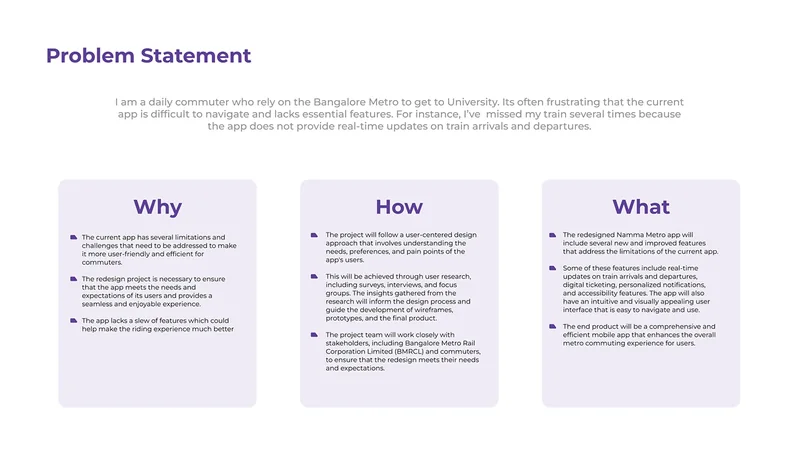 Problem Statement
I am a daily commuter who rely on the Bangalore Metro to get to University. Its often frustrating that the current
app is difficult to navigate and lacks essential features. For instance, I've  missed my train several times because
the app does not provide real-time updates on train arrivals and departures.
Why
The current app has several limitations and
challenges that need to be addressed to make
it more user-friendly and efficient for
commuters.
The redesign project is necessary to ensure
that the app meets the needs and
expectations of its users and provides a
seamless and enjoyable experience.
The app lacks a slew of features which could
help make the riding experience much better
How
The project will follow a user-centered design
approach that involves understanding the
needs, preferences, and pain points of the
app's users.
This will be achieved through user research,
including surveys, interviews, and focus
groups. The insights gathered from the
research will inform the design process and
guide the development of wireframes,
prototypes, and the final product.
The project team will work closely with
stakeholders, including Bangalore Metro Rail
Corporation Limited (BMRCL) and commuters,
to ensure that the redesign meets their needs
and expectations.
What
The redesigned Namma Metro app will
include several new and improved features
that address the limitations of the current app.
Some of these features include real-time
updates on train arrivals and departures,
digital ticketing, personalized notifications,
and accessibility features. The app will also
have an intuitive and visually appealing user
interface that is easy to navigate and use.
The end product will be a comprehensive and
efficient mobile app that enhances the overall
metro commuting experience for users.